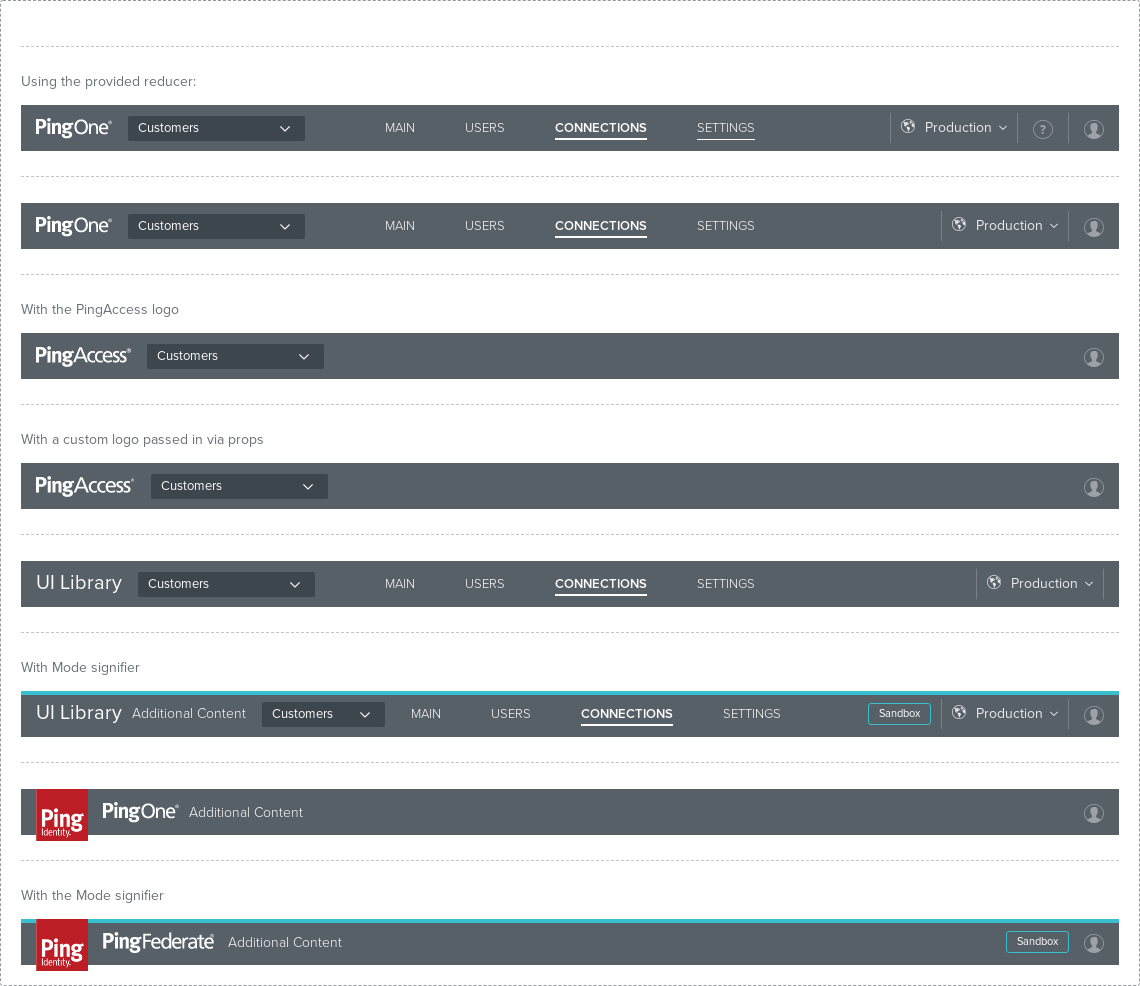 Using the provided reducer:
PingOne® Customers MAIN USERS CONNECTIONS SETTINGS Production ?
PingOne® Customers MAIN USERS CONNECTIONS SETTINGS Production
With the PingAccess logo
PingAccess® Customers
With a custom logo passed in via props
PingAccess® Customers
UI Library Customers MAIN USERS CONNECTIONS SETTINGS Production
With Mode signifier
UI Library Additional Content Customers MAIN USERS CONNECTIONS SETTINGS Sandbox Production
Ping Identity. PingOne® Additional Content
With the Mode signifier
Ping Identity. PingFederate® Additional Content Sandbox